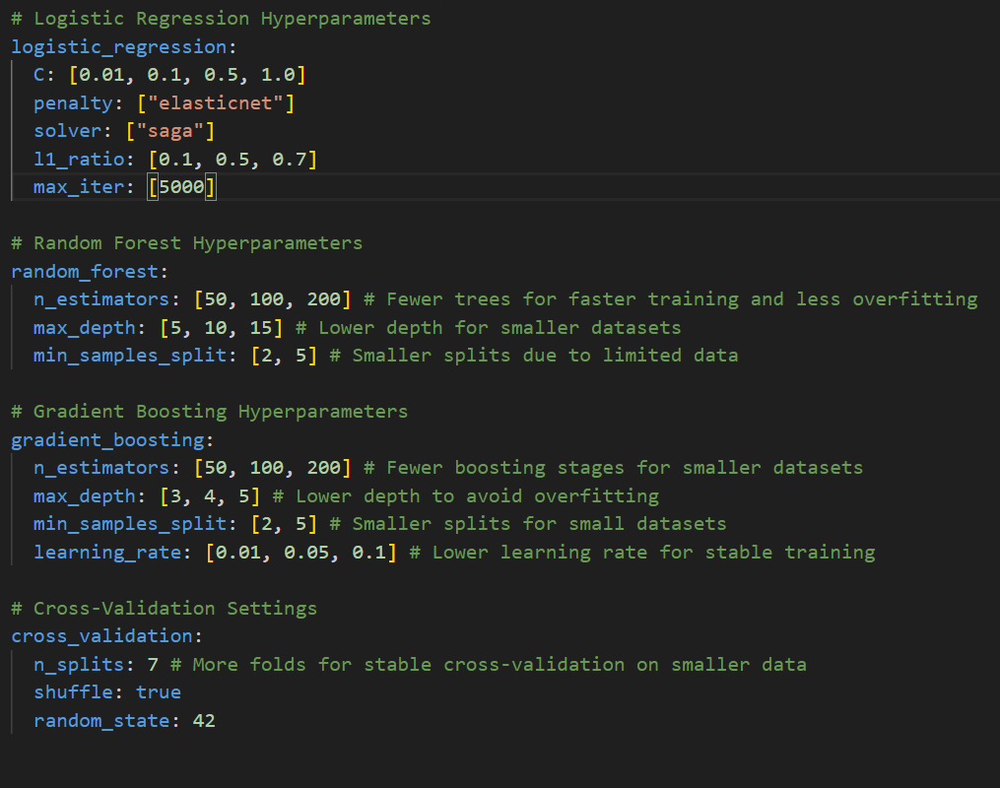 # Logistic Regression Hyperparameters
logistic_regression:
  C: [0.01, 0.1, 0.5, 1.0]
  penalty: ["elasticnet"]
  solver: ["saga"]
  l1_ratio: [0.1, 0.5, 0.7]
  max_iter: [5000]

# Random Forest Hyperparameters
random_forest:
  n_estimators: [50, 100, 200] # Fewer trees for faster training and less overfitting
  max_depth: [5, 10, 15] # Lower depth for smaller datasets
  min_samples_split: [2, 5] # Smaller splits due to limited data

# Gradient Boosting Hyperparameters
gradient_boosting:
  n_estimators: [50, 100, 200] # Fewer boosting stages for smaller datasets
  max_depth: [3, 4, 5] # Lower depth to avoid overfitting
  min_samples_split: [2, 5] # Smaller splits for small datasets
  learning_rate: [0.01, 0.05, 0.1] # Lower learning rate for stable training

# Cross-Validation Settings
cross_validation:
  n_splits: 7 # More folds for stable cross-validation on smaller data
  shuffle: true
  random_state: 42